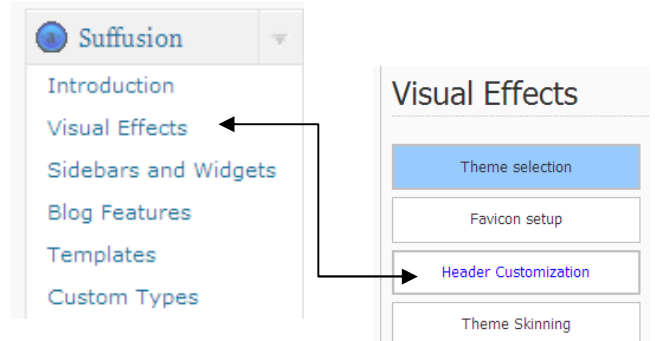 Suffusion
Introduction
Visual Effects
Sidebars and Widgets
Blog Features
Templates
Custom Types
Visual Effects
Theme selection
Favicon setup
Header Customization
Theme Skinning